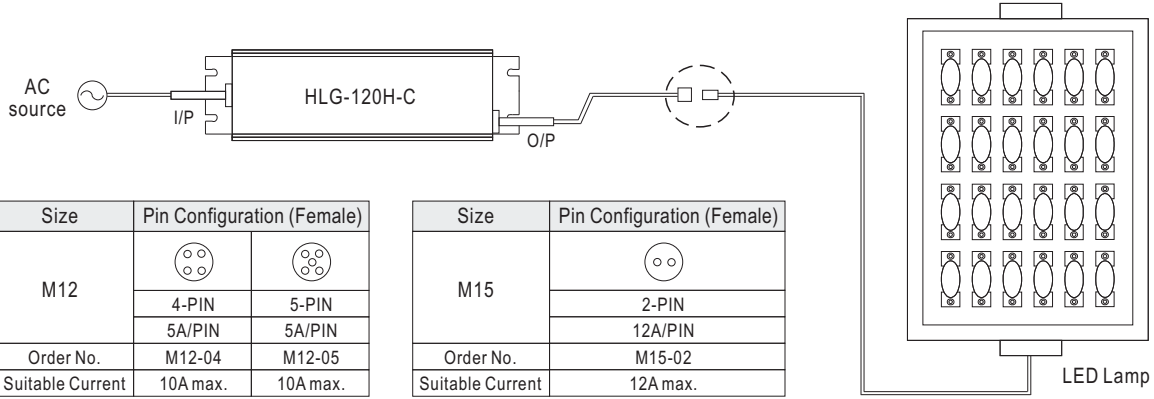 AC
source
I/P
HLG-120H-C
O/P
LED Lamp
Size Pin Configuration (Female)
M12
4-PIN 5-PIN
5A/PIN 5A/PIN
Order No. M12-04 M12-05
Suitable Current 10A max. 10A max.
Size Pin Configuration (Female)
M15
2-PIN
12A/PIN
Order No. M15-02
Suitable Current 12A max.